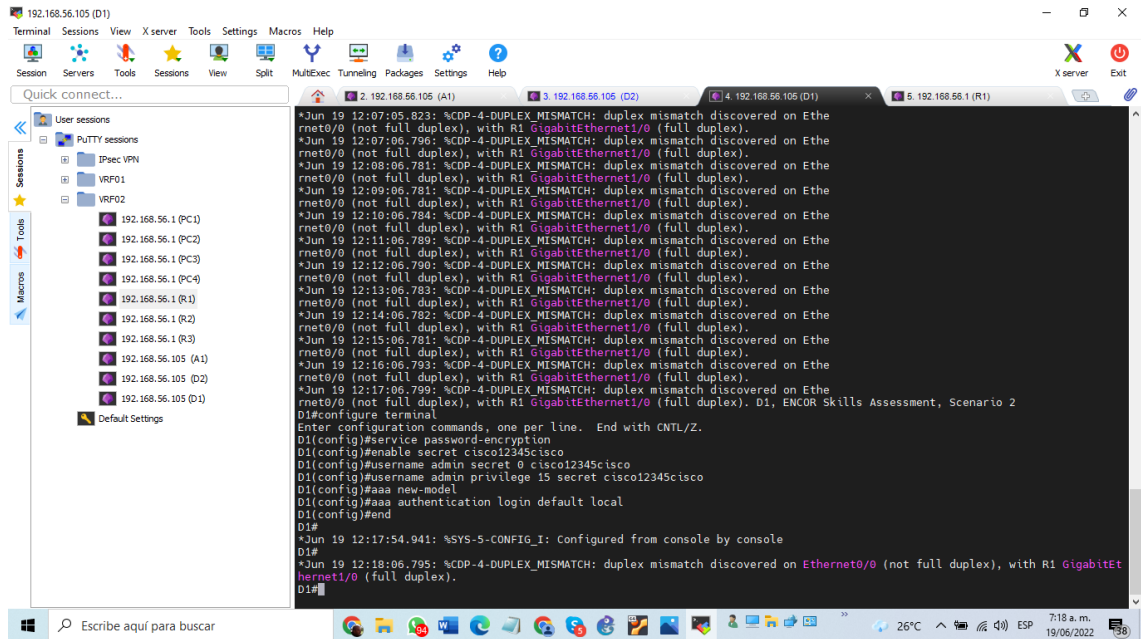 192.168.56.105 (D1)
Terminal Sessions View X server Tools Settings Macros Help
Session Servers Tools Sessions View Split MultiExec Tunneling Packages Settings Help X server Exit
Quick connect...
2. 192.168.56.105 (A1) 3. 192.168.56.105 (D2) 4. 192.168.56.105 (D1) 5. 192.168.56.1 (R1)
Sessions
Tools
Macros
User sessions
PuTTY sessions
IPsec VPN
VRF01
VRF02
192.168.56.1 (PC1)
192.168.56.1 (PC2)
192.168.56.1 (PC3)
192.168.56.1 (PC4)
192.168.56.1 (R1)
192.168.56.1 (R2)
192.168.56.1 (R3)
192.168.56.105 (A1)
192.168.56.105 (D2)
192.168.56.105 (D1)
Default Settings
*Jun 19 12:07:05.823: %CDP-4-DUPLEX_MISMATCH: duplex mismatch discovered on Ethe
rnet0/0 (not full duplex), with R1 GigabitEthernet1/0 (full duplex).
*Jun 19 12:07:06.796: %CDP-4-DUPLEX_MISMATCH: duplex mismatch discovered on Ethe
rnet0/0 (not full duplex), with R1 GigabitEthernet1/0 (full duplex).
*Jun 19 12:08:06.781: %CDP-4-DUPLEX_MISMATCH: duplex mismatch discovered on Ethe
rnet0/0 (not full duplex), with R1 GigabitEthernet1/0 (full duplex).
*Jun 19 12:09:06.781: %CDP-4-DUPLEX_MISMATCH: duplex mismatch discovered on Ethe
rnet0/0 (not full duplex), with R1 GigabitEthernet1/0 (full duplex).
*Jun 19 12:10:06.784: %CDP-4-DUPLEX_MISMATCH: duplex mismatch discovered on Ethe
rnet0/0 (not full duplex), with R1 GigabitEthernet1/0 (full duplex).
*Jun 19 12:11:06.789: %CDP-4-DUPLEX_MISMATCH: duplex mismatch discovered on Ethe
rnet0/0 (not full duplex), with R1 GigabitEthernet1/0 (full duplex).
*Jun 19 12:12:06.790: %CDP-4-DUPLEX_MISMATCH: duplex mismatch discovered on Ethe
rnet0/0 (not full duplex), with R1 GigabitEthernet1/0 (full duplex).
*Jun 19 12:13:06.783: %CDP-4-DUPLEX_MISMATCH: duplex mismatch discovered on Ethe
rnet0/0 (not full duplex), with R1 GigabitEthernet1/0 (full duplex).
*Jun 19 12:14:06.782: %CDP-4-DUPLEX_MISMATCH: duplex mismatch discovered on Ethe
rnet0/0 (not full duplex), with R1 GigabitEthernet1/0 (full duplex).
*Jun 19 12:15:06.781: %CDP-4-DUPLEX_MISMATCH: duplex mismatch discovered on Ethe
rnet0/0 (not full duplex), with R1 GigabitEthernet1/0 (full duplex).
*Jun 19 12:16:06.793: %CDP-4-DUPLEX_MISMATCH: duplex mismatch discovered on Ethe
rnet0/0 (not full duplex), with R1 GigabitEthernet1/0 (full duplex).
*Jun 19 12:17:06.799: %CDP-4-DUPLEX_MISMATCH: duplex mismatch discovered on Ethe
rnet0/0 (not full duplex), with R1 GigabitEthernet1/0 (full duplex). D1, ENCOR Skills Assessment, Scenario 2
D1#configure terminal
Enter configuration commands, one per line. End with CNTL/Z.
D1(config)#service password-encryption
D1(config)#enable secret cisco12345cisco
D1(config)#username admin secret 0 cisco12345cisco
D1(config)#username admin privilege 15 secret cisco12345cisco
D1(config)#aaa new-model
D1(config)#aaa authentication login default local
D1(config)#end
D1#
*Jun 19 12:17:54.941: %SYS-5-CONFIG_I: Configured from console by console
D1#
*Jun 19 12:18:06.795: %CDP-4-DUPLEX_MISMATCH: duplex mismatch discovered on Ethernet0/0 (not full duplex), with R1 GigabitEt
hernet1/0 (full duplex).
D1#
Escribe aquí para buscar
94
26°C
ESP
7:18 a. m.
19/06/2022
38